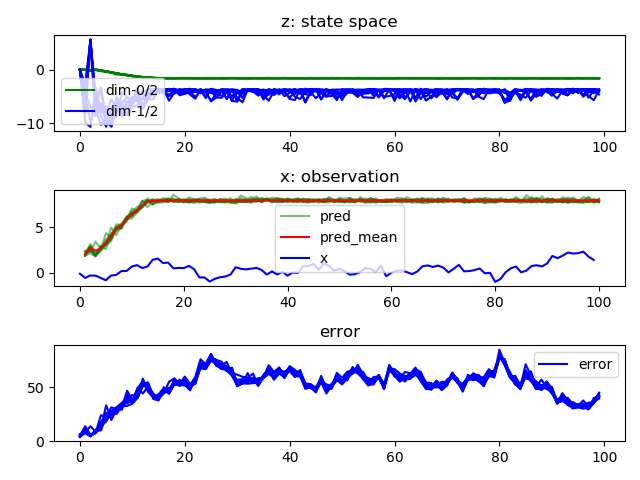 z: state space
0
−10
dim-0/2
dim-1/2
0 20 40 60 80 100
x: observation
5
0
pred
pred_mean
x
0 20 40 60 80 100
error
50
0
error
0 20 40 60 80 100